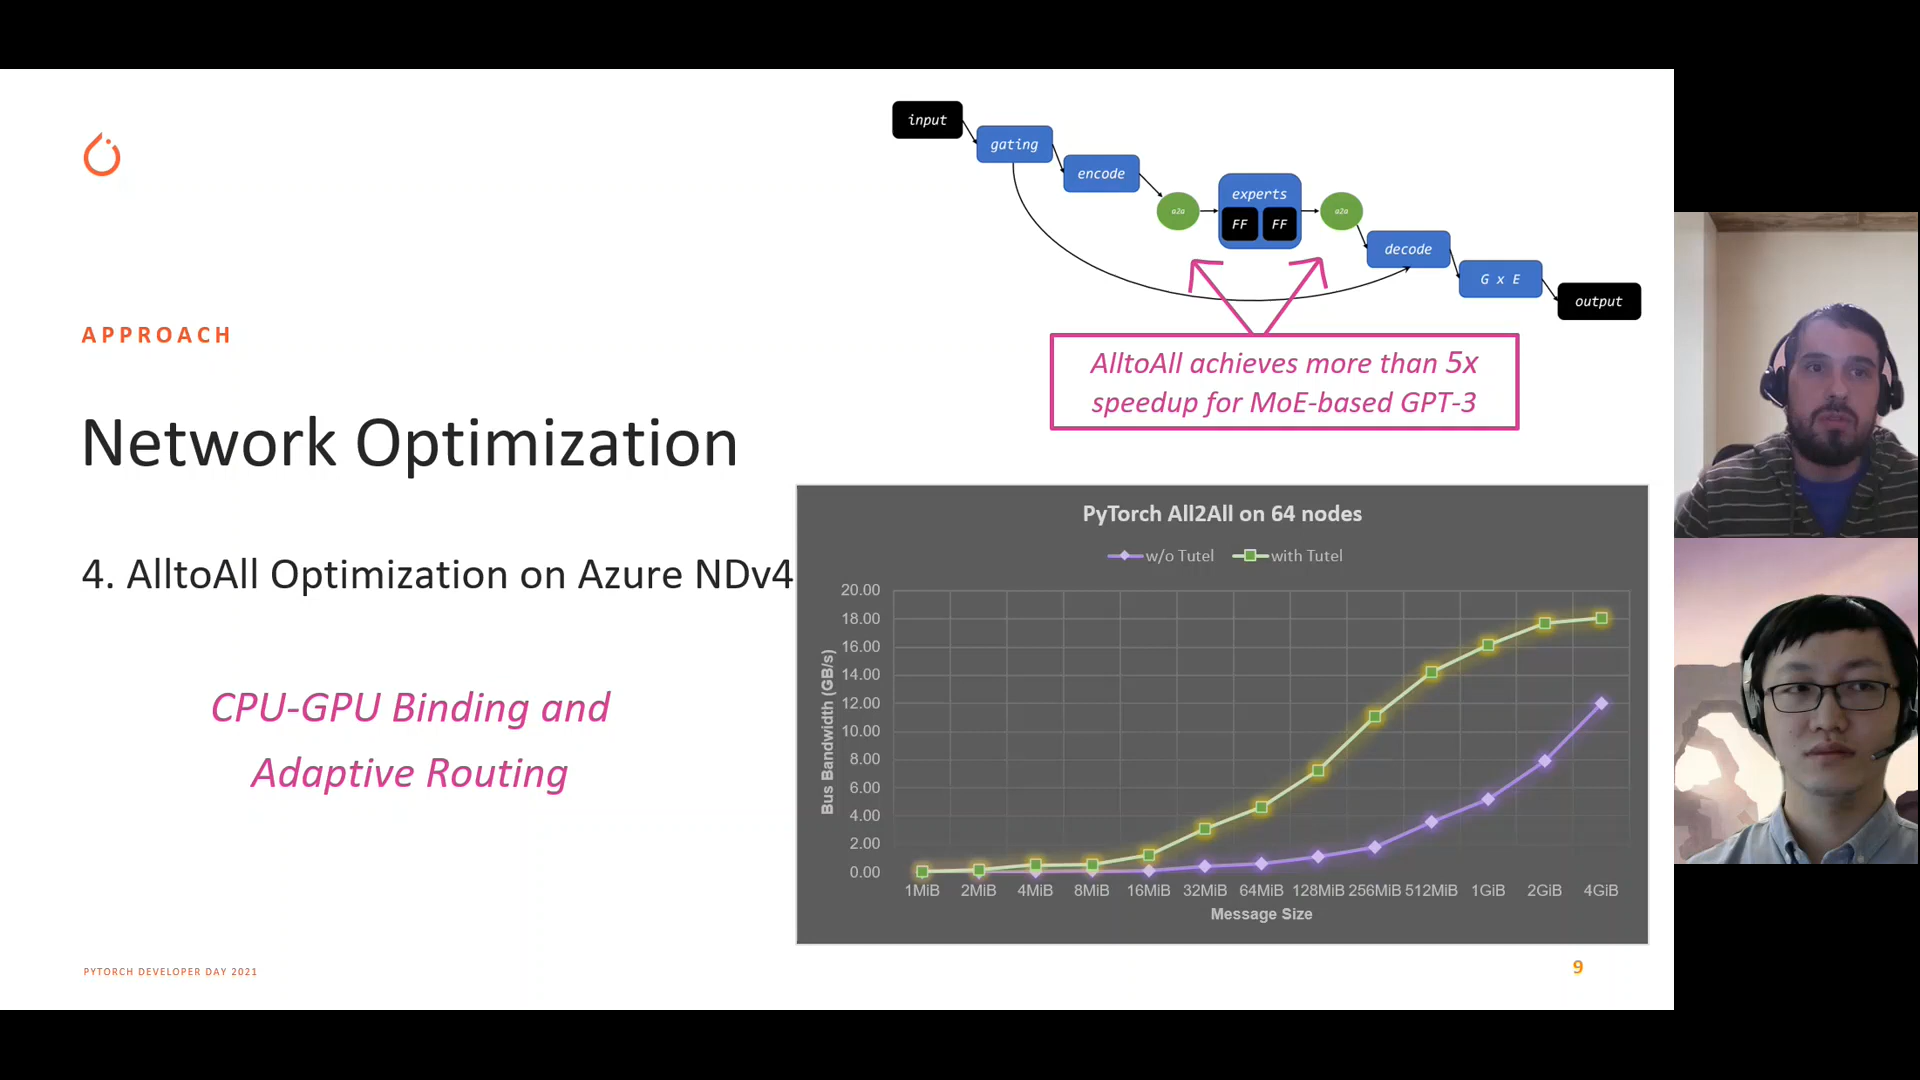 input
gating
encode
a2a
experts
FF FF
a2a
decode
G x E
output
AlltoAll achieves more than 5x
speedup for MoE-based GPT-3
APPROACH
Network Optimization
4. AlltoAll Optimization on Azure NDv4
CPU-GPU Binding and
Adaptive Routing
PyTorch All2All on 64 nodes
w/o Tutel with Tutel
Bus Bandwidth (GB/s)
20.00
18.00
16.00
14.00
12.00
10.00
8.00
6.00
4.00
2.00
0.00
1MiB 2MiB 4MiB 8MiB 16MiB 32MiB 64MiB 128MiB 256MiB 512MiB 1GiB 2GiB 4GiB
Message Size
PYTORCH DEVELOPER DAY 2021
9